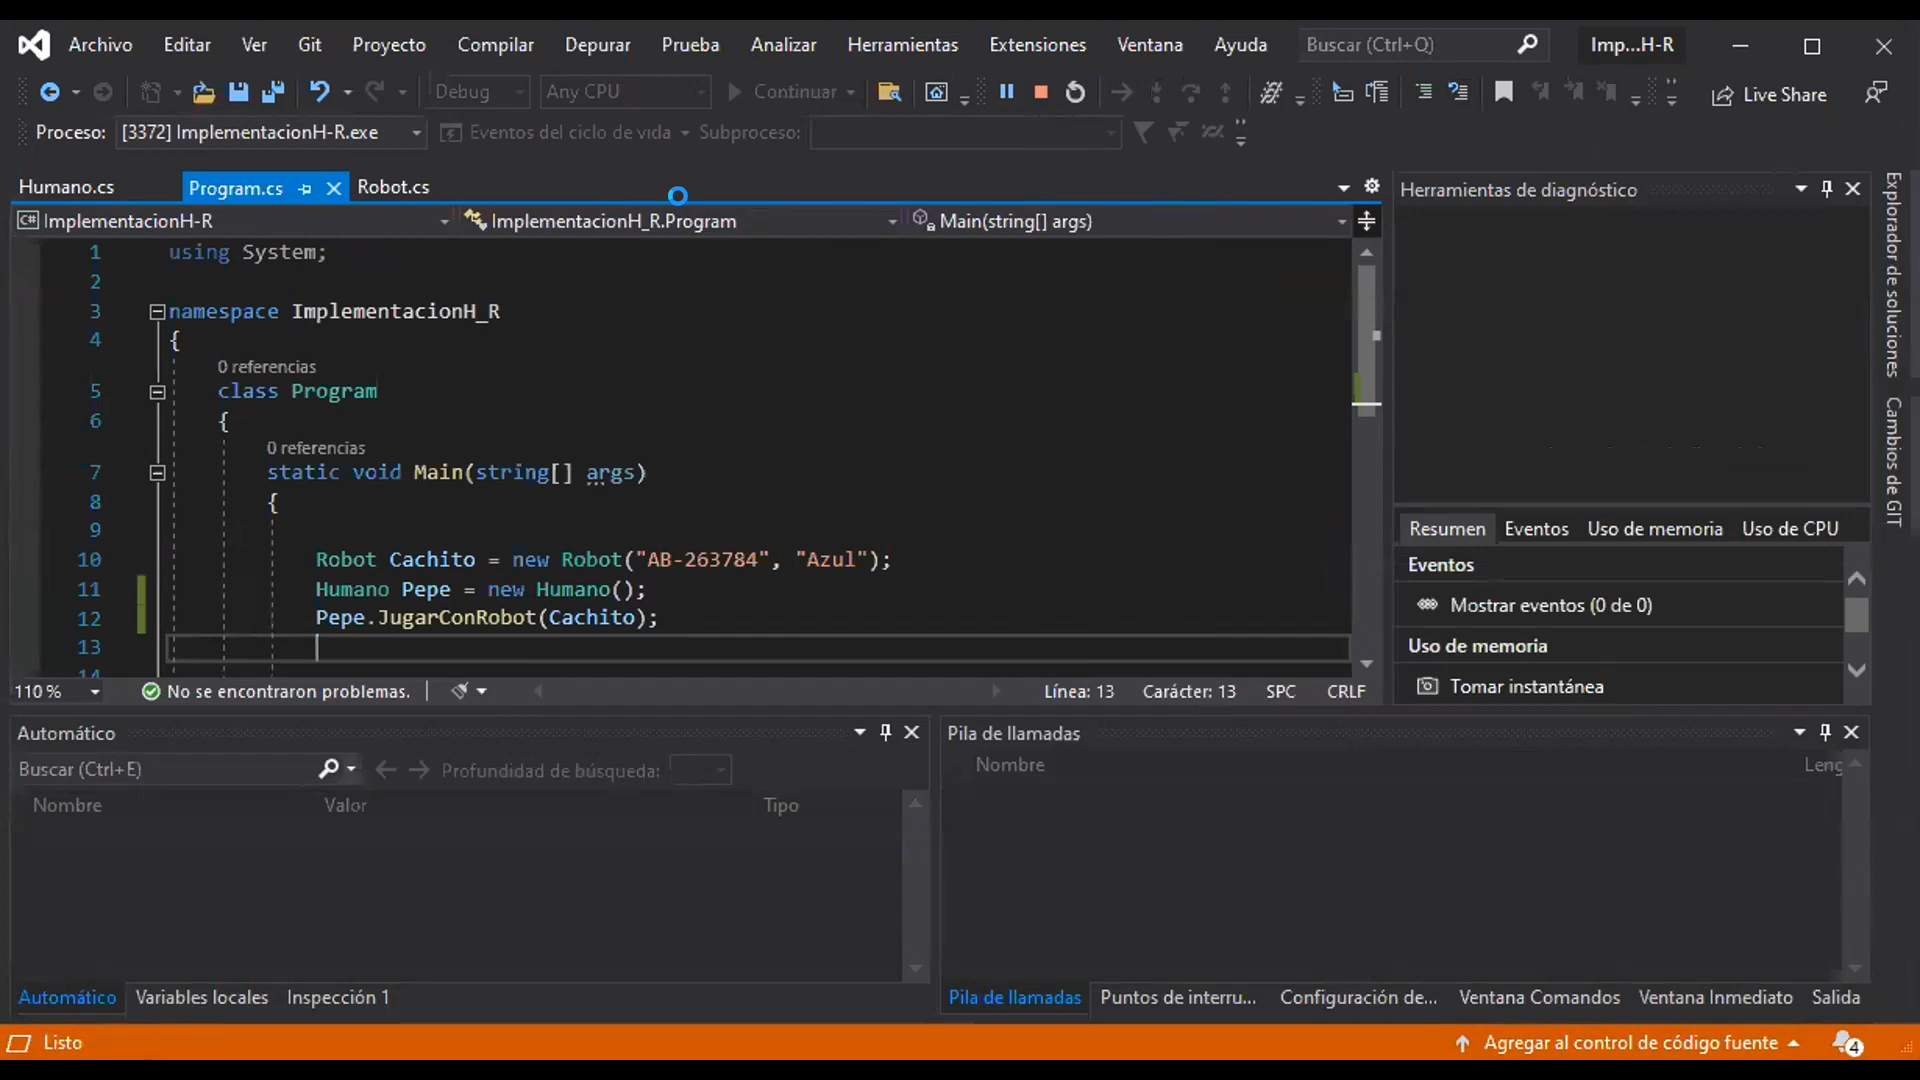 Archivo Editar Ver Git Proyecto Compilar Depurar Prueba Analizar Herramientas Extensiones Ventana Ayuda Buscar (Ctrl+Q) Imp...H-R
Debug Any CPU Continuar Live Share
Proceso: [3372] ImplementacionH-R.exe Eventos del ciclo de vida Subproceso:
Humano.cs Program.cs Robot.cs
C# ImplementacionH-R ImplementacionH_R.Program Main(string[] args)
1 using System;
2
3 namespace ImplementacionH_R
4 {
0 referencias
5 class Program
6 {
0 referencias
7 static void Main(string[] args)
8 {
9
10 Robot Cachito = new Robot("AB-263784", "Azul");
11 Humano Pepe = new Humano();
12 Pepe.JugarConRobot(Cachito);
13
14
110 % No se encontraron problemas. Línea: 13 Carácter: 13 SPC CRLF
Herramientas de diagnóstico
Resumen Eventos Uso de memoria Uso de CPU
Eventos
Mostrar eventos (0 de 0)
Uso de memoria
Tomar instantánea
Explorador de soluciones
Cambios de GIT
Automático
Buscar (Ctrl+E) Profundidad de búsqueda:
Nombre Valor Tipo
Automático Variables locales Inspección 1
Pila de llamadas
Nombre Leng
Pila de llamadas Puntos de interru... Configuración de... Ventana Comandos Ventana Inmediato Salida
Listo Agregar al control de código fuente 4